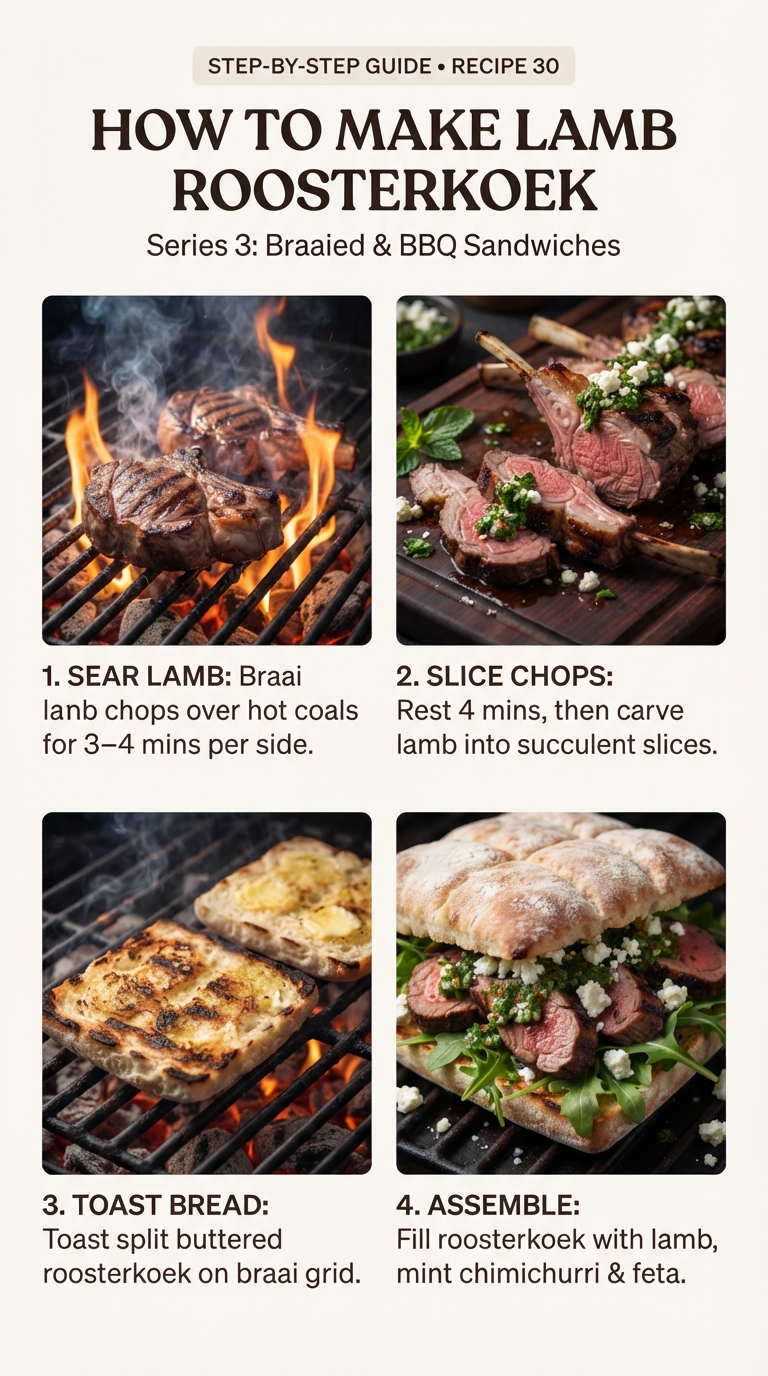 STEP-BY-STEP GUIDE • RECIPE 30
HOW TO MAKE LAMB
ROOSTERKOEK
Series 3: Braaied & BBQ Sandwiches
1. SEAR LAMB: Braai
lanb chops over hot coals
for 3–4 mins per side.
2. SLICE CHOPS:
Rest 4 mins, then carve
lamb into succulent slices.
3. TOAST BREAD:
Toast split buttered
roosterkoek on braai grid.
4. ASSEMBLE:
Fill roosterkoek with lamb,
mint chimichurri & feta.